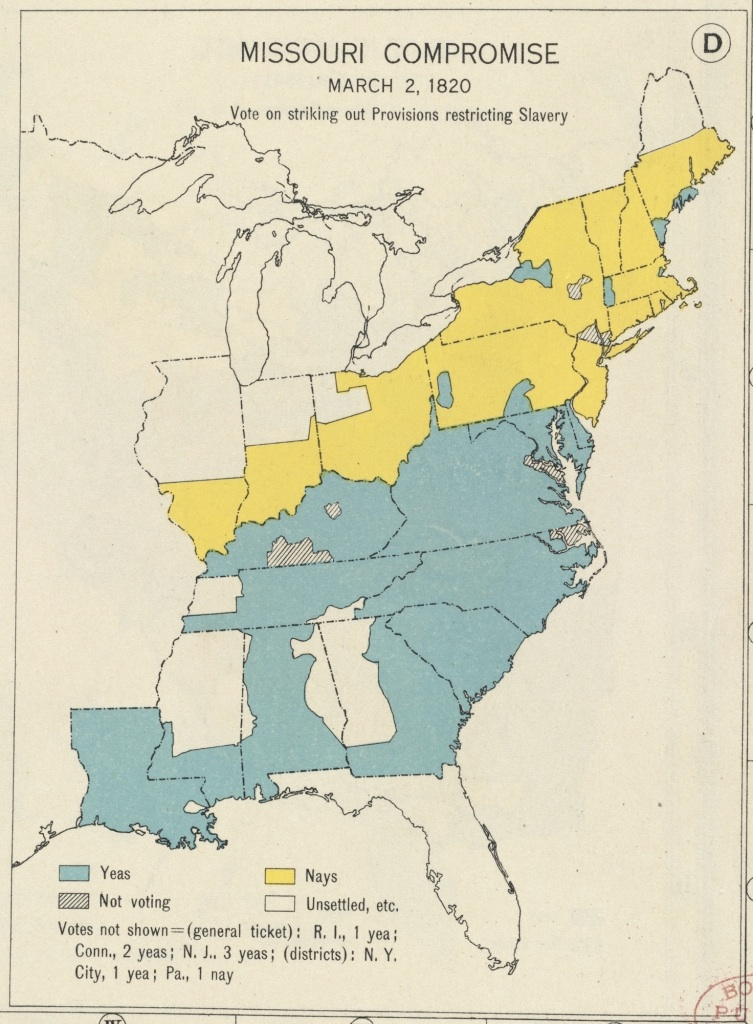 D
MISSOURI COMPROMISE
MARCH 2, 1820
Vote on striking out Provisions restricting Slavery
Yeas
Nays
Not voting
Unsettled, etc.
Votes not shown=(general ticket): R. I., 1 yea;
Conn., 2 yeas; N. J., 3 yeas; (districts): N. Y.
City, 1 yea; Pa., 1 nay
BO